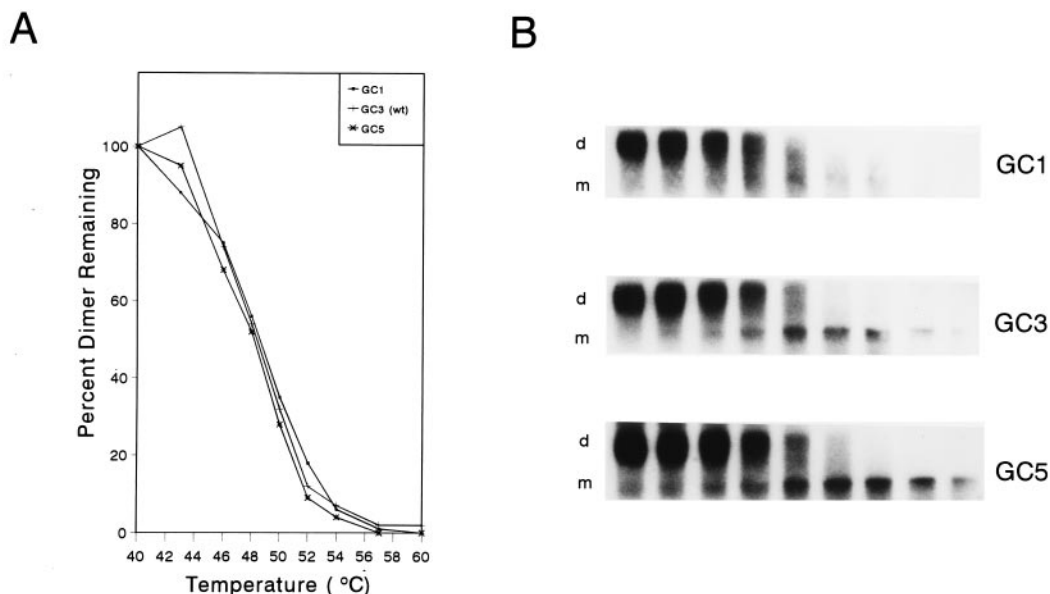 A
B
GC1
GC3 (wt)
GC5
Percent Dimer Remaining
100
80
60
40
20
0
40 42 44 46 48 50 52 54 56 58 60
Temperature ( °C)
d
m
GC1
d
m
GC3
d
m
GC5